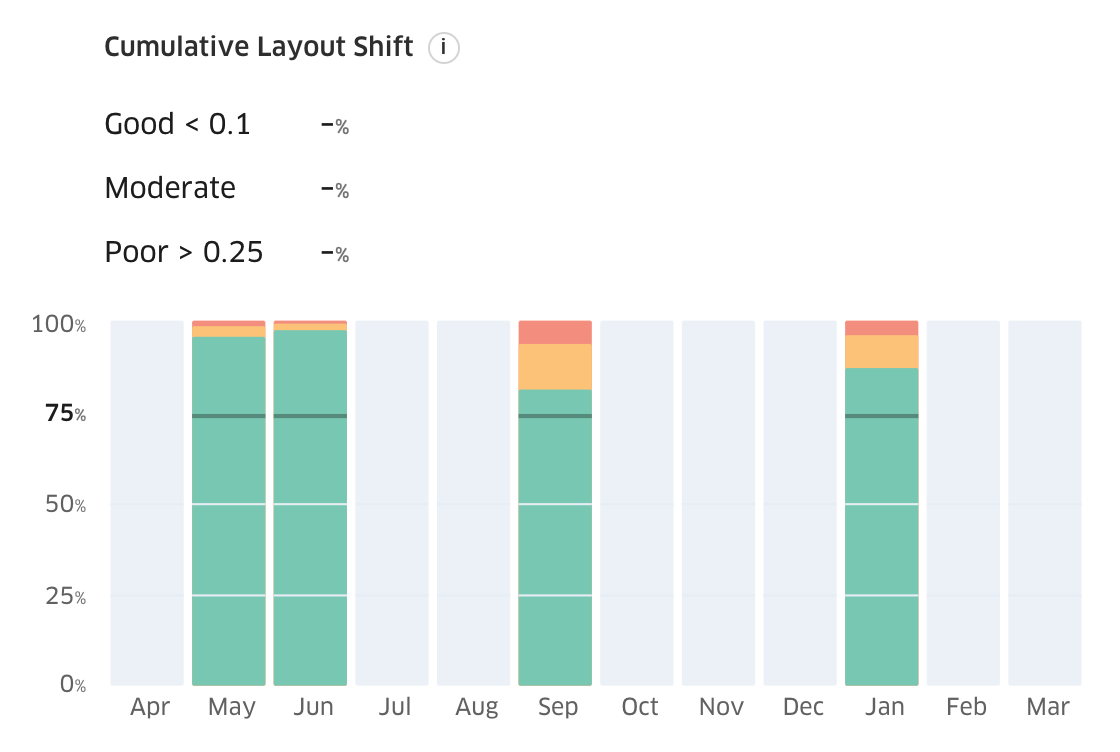 Cumulative Layout Shift i
Good < 0.1 -%
Moderate -%
Poor > 0.25 -%
100%
75%
50%
25%
0%
Apr May Jun Jul Aug Sep Oct Nov Dec Jan Feb Mar